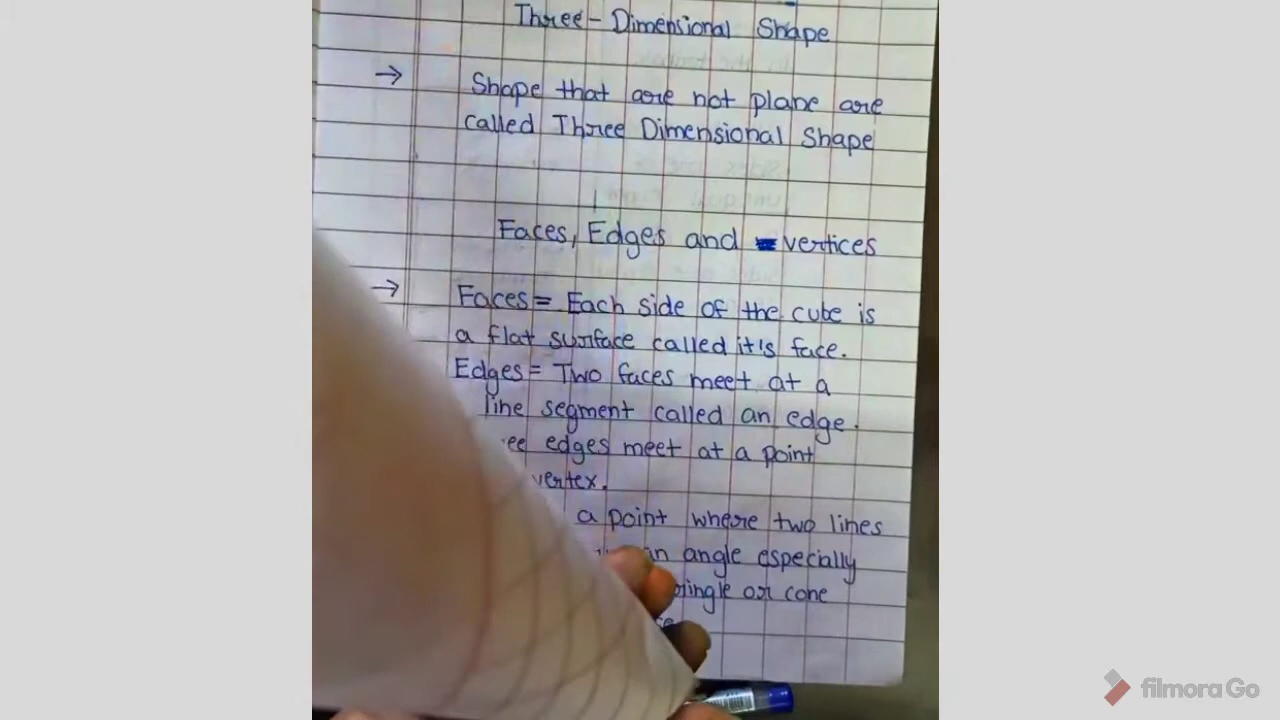 Three-Dimensional Shape
→ Shape that are not plane are
called Three Dimensional Shape
Faces, Edges and vertices
→ Faces = Each side of the cube is
a flat surface called it's face.
Edges = Two faces meet at a
line segment called an edge.
edges meet at a point
vertex.
a point where two lines
an angle especially
or cone
filmoraGo